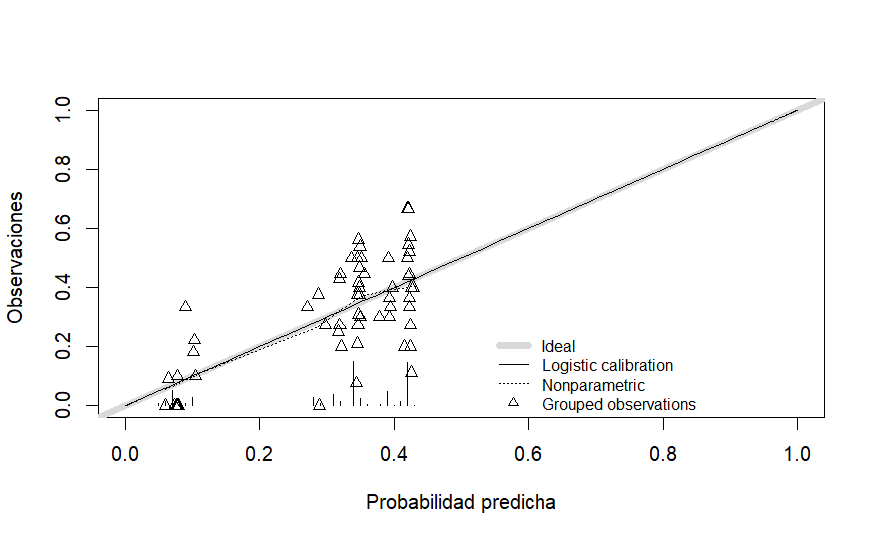 Observaciones
1.0
0.8
0.6
0.4
0.2
0.0
Ideal
Logistic calibration
Nonparametric
Grouped observations
0.0 0.2 0.4 0.6 0.8 1.0
Probabilidad predicha